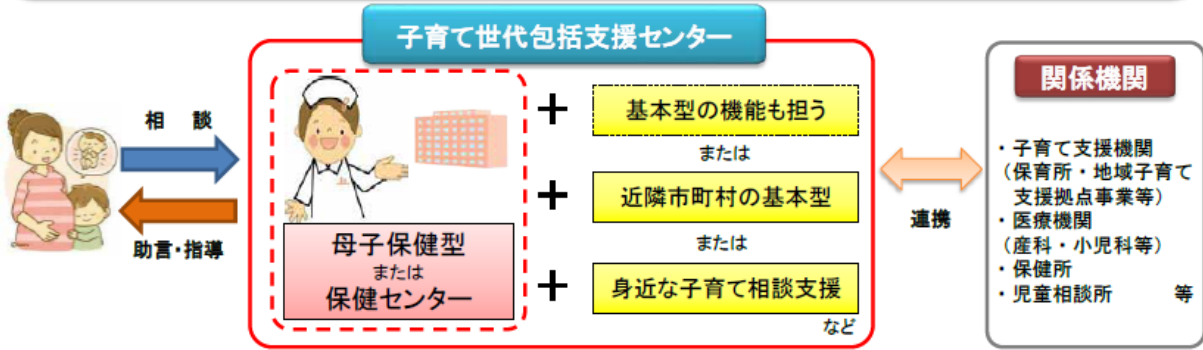 子育て世代包括支援センター
相 談
助言・指導
母子保健型
または
保健センター
+
基本型の機能も担う
または
+
近隣市町村の基本型
または
+
身近な子育て相談支援
など
連携
関係機関
・子育て支援機関
(保育所・地域子育て
支援拠点事業等)
・医療機関
(産科・小児科等)
・保健所
・児童相談所 等